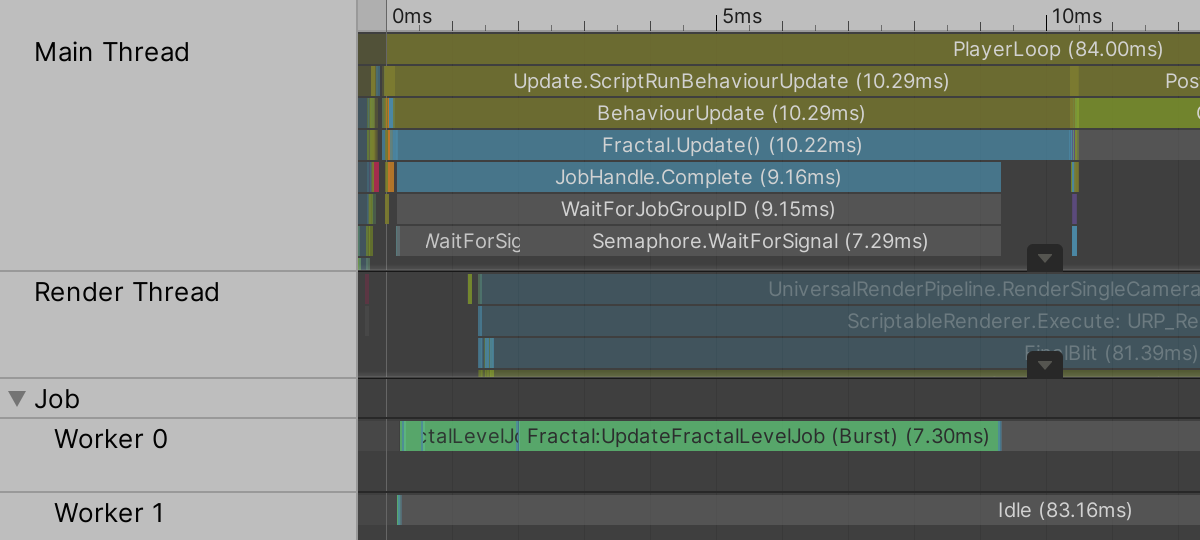 0ms 5ms 10ms
Main Thread
PlayerLoop (84.00ms)
Update.ScriptRunBehaviourUpdate (10.29ms) Pos
BehaviourUpdate (10.29ms)
Fractal.Update() (10.22ms)
JobHandle.Complete (9.16ms)
WaitForJobGroupID (9.15ms)
WaitForSig Semaphore.WaitForSignal (7.29ms)
Render Thread
UniversalRenderPipeline.RenderSingleCamera
ScriptableRenderer.Execute: URP_Re
FinalBlit (81.39ms)
Job
Worker 0
ctalLevelJo Fractal:UpdateFractalLevelJob (Burst) (7.30ms)
Worker 1
Idle (83.16ms)